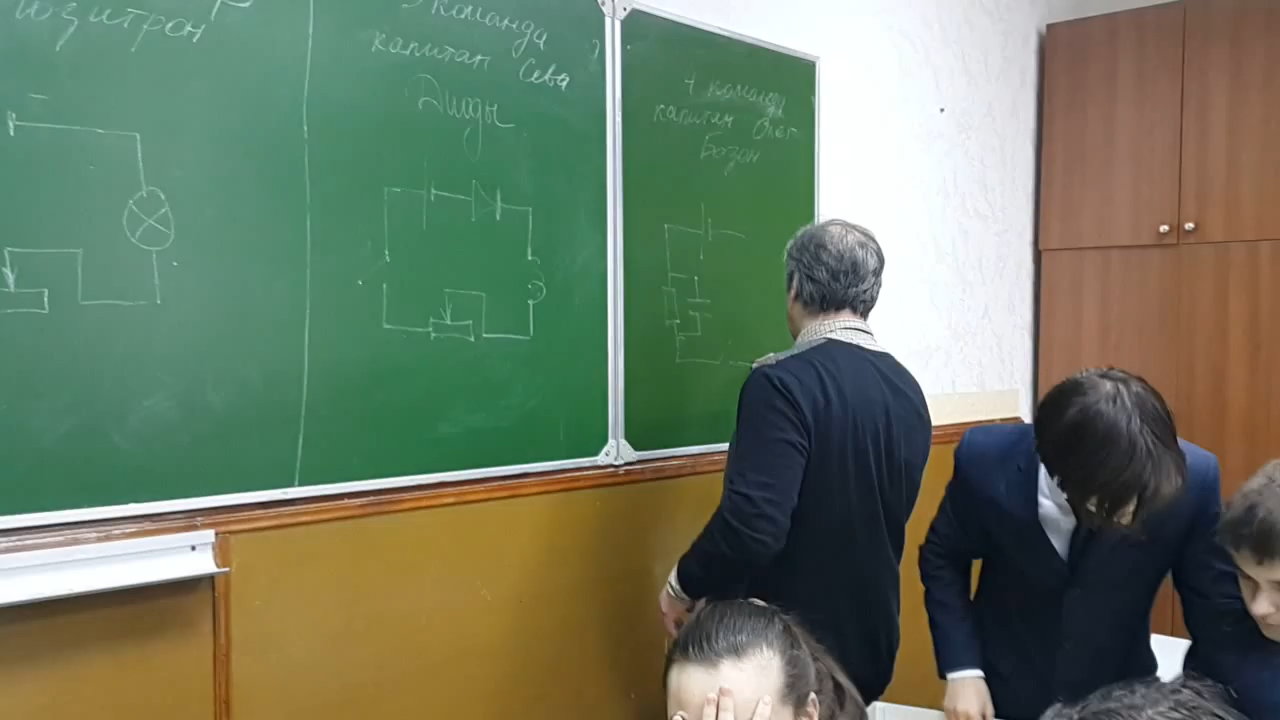 позитрон
команда
капитан Сева
Диоды
4 команда
капитан Олег
Бозон